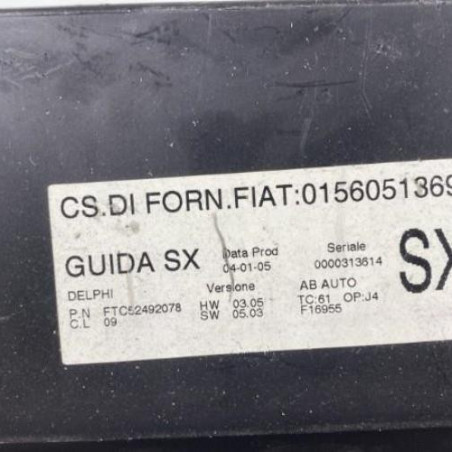 CS.DI FORN.FIAT:0156051369
GUIDA SX Data Prod 04-01-05 Seriale 0000313614 SX
DELPHI Versione AB AUTO
P.N FTC52492078 HW 03.05 TC:61 OP:J4
C.L 09 SW 05.03 F16955